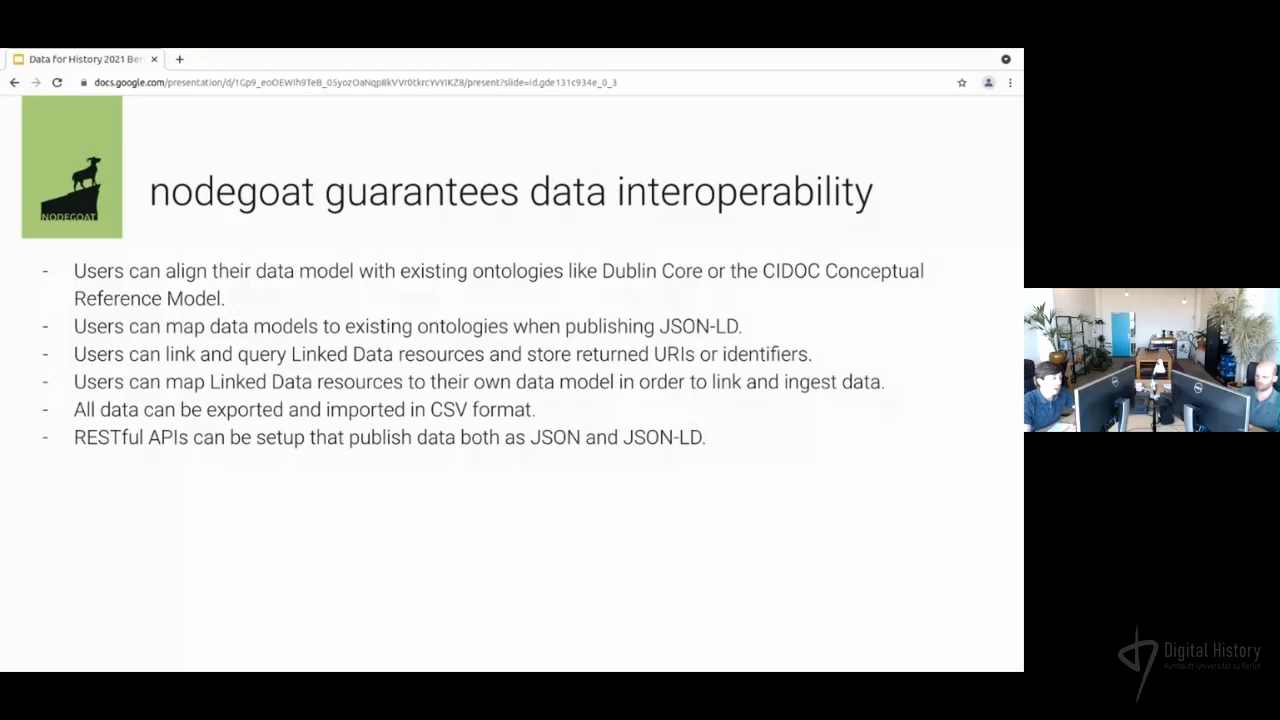 Data for History 2021 Ber
docs.google.com/presentation/d/1Gp9_eoOEWIh9TeB_05yozOaNqp8kVVr0tkrcYvYIKZ8/present?slide=id.gde131c934e_0_3
NODEGOAT
nodegoat guarantees data interoperability
- Users can align their data model with existing ontologies like Dublin Core or the CIDOC Conceptual
Reference Model.
- Users can map data models to existing ontologies when publishing JSON-LD.
- Users can link and query Linked Data resources and store returned URIs or identifiers.
- Users can map Linked Data resources to their own data model in order to link and ingest data.
- All data can be exported and imported in CSV format.
- RESTful APIs can be setup that publish data both as JSON and JSON-LD.
Digital History
Humboldt-Universität zu Berlin